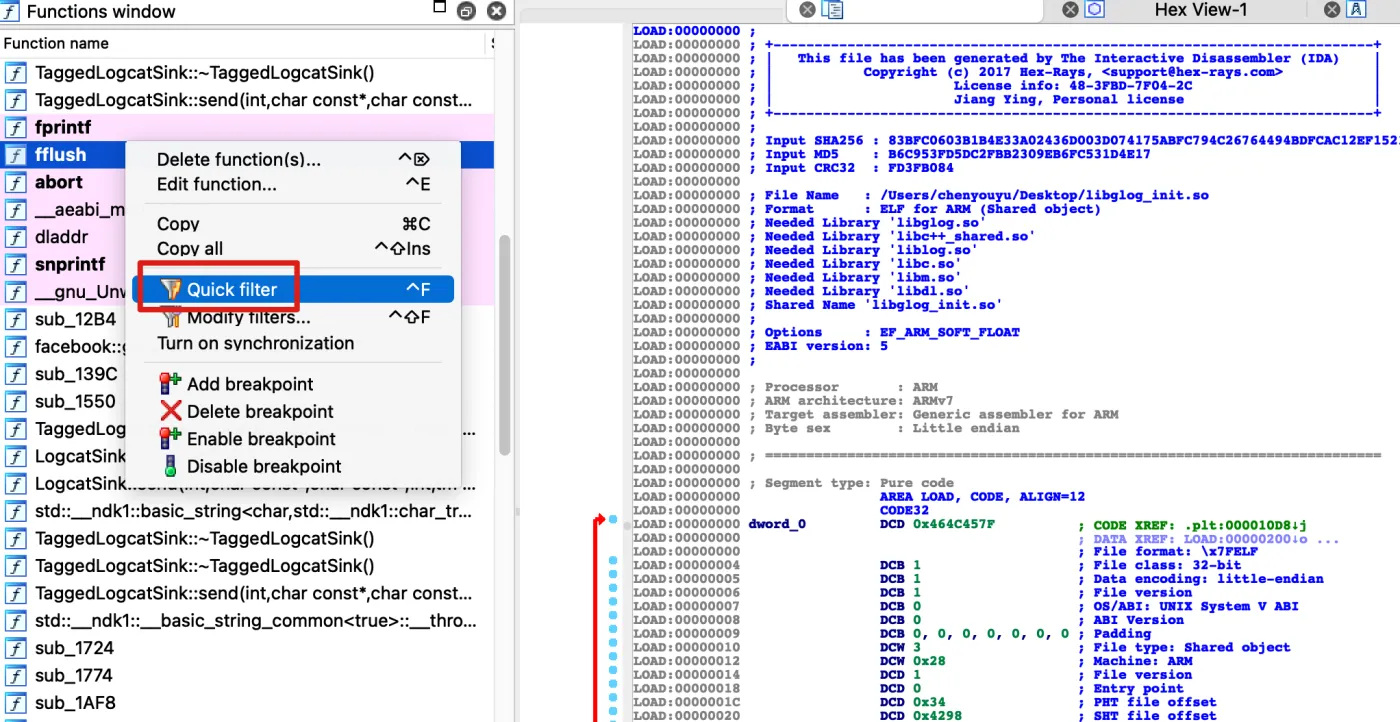 Functions window
Function name
TaggedLogcatSink::~TaggedLogcatSink()
TaggedLogcatSink::send(int,char const*,char const...
fprintf
fflush
abort
__aeabi_m
dladdr
snprintf
__gnu_Unw
sub_12B4
facebook::g
sub_139C
sub_1550
TaggedLog
...
LogcatSink
LogcatSink::send(int,char const*,char const*,int,tm
std::__ndk1::basic_string<char,std::__ndk1::char_tr...
TaggedLogcatSink::~TaggedLogcatSink()
TaggedLogcatSink::~TaggedLogcatSink()
TaggedLogcatSink::send(int,char const*,char const...
std::__ndk1::__basic_string_common<true>::__thro...
sub_1724
sub_1774
sub_1AF8
Delete function(s)... ^⌦
Edit function... ^E
Copy ⌘C
Copy all ^⇧Ins
Quick filter ^F
Modify filters... ^⇧F
Turn on synchronization
Add breakpoint
Delete breakpoint
Enable breakpoint
Disable breakpoint
Hex View-1
LOAD:00000000 ;
LOAD:00000000 ; +-------------------------------------------------------------------------+
LOAD:00000000 ; | This file has been generated by The Interactive Disassembler (IDA) |
LOAD:00000000 ; | Copyright (c) 2017 Hex-Rays, <support@hex-rays.com> |
LOAD:00000000 ; | License info: 48-3FBD-7F04-2C |
LOAD:00000000 ; | Jiang Ying, Personal license |
LOAD:00000000 ; +-------------------------------------------------------------------------+
LOAD:00000000 ;
LOAD:00000000 ; Input SHA256 : 83BFC0603B1B4E33A02436D003D074175ABFC794C26764494BDFCAC12EF152
LOAD:00000000 ; Input MD5 : B6C953FD5DC2FBB2309EB6FC531D4E17
LOAD:00000000 ; Input CRC32 : FD3FB084
LOAD:00000000
LOAD:00000000 ; File Name : /Users/chenyouyu/Desktop/libglog_init.so
LOAD:00000000 ; Format : ELF for ARM (Shared object)
LOAD:00000000 ; Needed Library 'libglog.so'
LOAD:00000000 ; Needed Library 'libc++_shared.so'
LOAD:00000000 ; Needed Library 'liblog.so'
LOAD:00000000 ; Needed Library 'libc.so'
LOAD:00000000 ; Needed Library 'libm.so'
LOAD:00000000 ; Needed Library 'libdl.so'
LOAD:00000000 ; Shared Name 'libglog_init.so'
LOAD:00000000 ;
LOAD:00000000 ; Options : EF_ARM_SOFT_FLOAT
LOAD:00000000 ; EABI version: 5
LOAD:00000000 ;
LOAD:00000000
LOAD:00000000 ; Processor : ARM
LOAD:00000000 ; ARM architecture: ARMv7
LOAD:00000000 ; Target assembler: Generic assembler for ARM
LOAD:00000000 ; Byte sex : Little endian
LOAD:00000000
LOAD:00000000 ; ===========================================================================
LOAD:00000000
LOAD:00000000 ; Segment type: Pure code
LOAD:00000000 AREA LOAD, CODE, ALIGN=12
LOAD:00000000 CODE32
LOAD:00000000 dword_0 DCD 0x464C457F ; CODE XREF: .plt:000010D8↓j
LOAD:00000000 ; DATA XREF: LOAD:00000200↓o ...
LOAD:00000000 ; File format: \x7FELF
LOAD:00000004 DCB 1 ; File class: 32-bit
LOAD:00000005 DCB 1 ; Data encoding: little-endian
LOAD:00000006 DCB 1 ; File version
LOAD:00000007 DCB 0 ; OS/ABI: UNIX System V ABI
LOAD:00000008 DCB 0 ; ABI Version
LOAD:00000009 DCB 0, 0, 0, 0, 0, 0, 0 ; Padding
LOAD:00000010 DCW 3 ; File type: Shared object
LOAD:00000012 DCW 0x28 ; Machine: ARM
LOAD:00000014 DCD 1 ; File version
LOAD:00000018 DCD 0 ; Entry point
LOAD:0000001C DCD 0x34 ; PHT file offset
LOAD:00000020 DCD 0x4298 ; SHT file offset